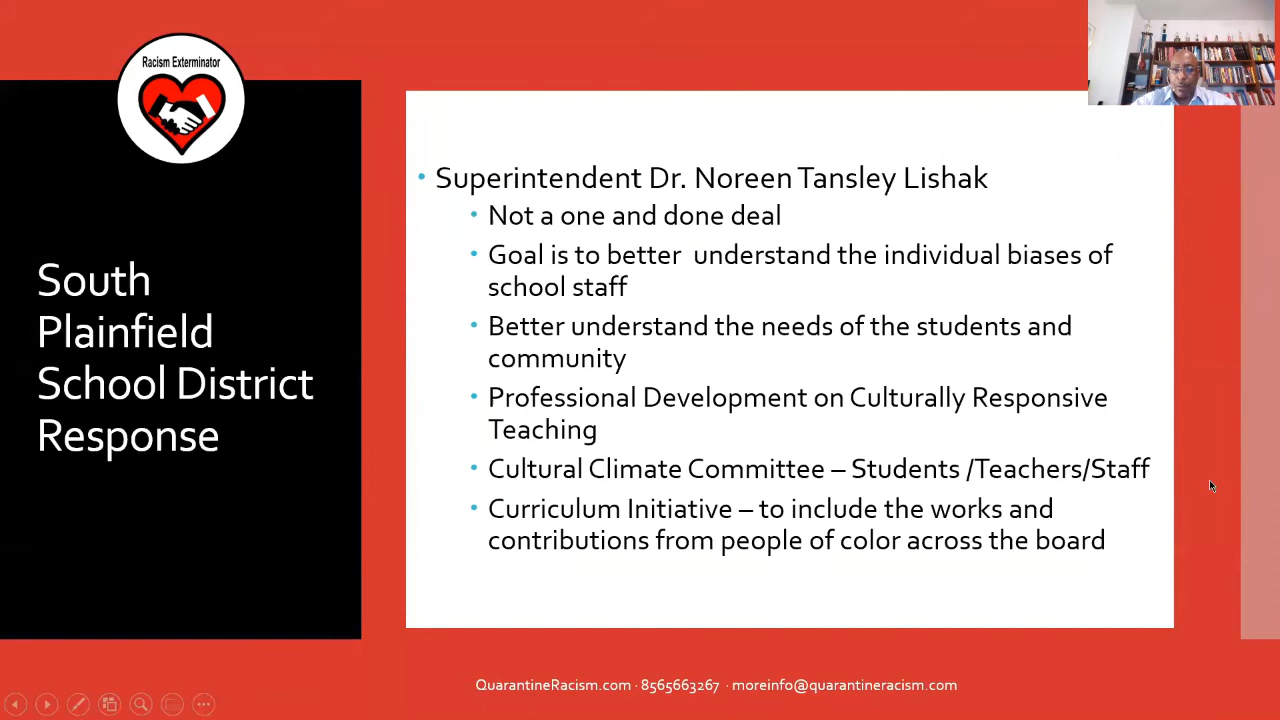 Racism Exterminator
South
Plainfield
School District
Response
• Superintendent Dr. Noreen Tansley Lishak
• Not a one and done deal
• Goal is to better  understand the individual biases of
school staff
• Better understand the needs of the students and
community
• Professional Development on Culturally Responsive
Teaching
• Cultural Climate Committee – Students /Teachers/Staff
• Curriculum Initiative – to include the works and
contributions from people of color across the board
QuarantineRacism.com · 8565663267 · moreinfo@quarantineracism.com